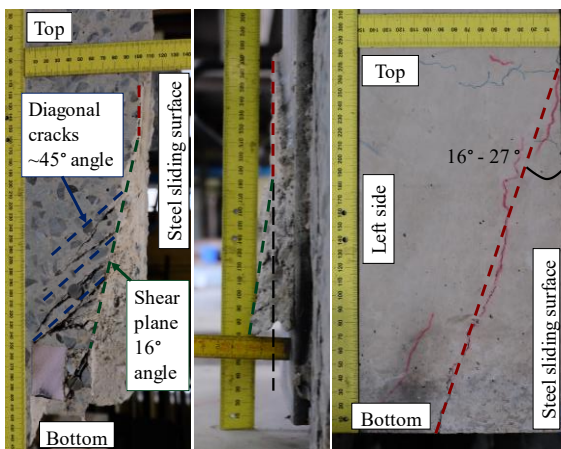 Top
Diagonal
cracks
~45° angle
Steel sliding surface
Shear
plane
16°
angle
Bottom
Top
16° - 27°
Left side
Steel sliding surface
Bottom